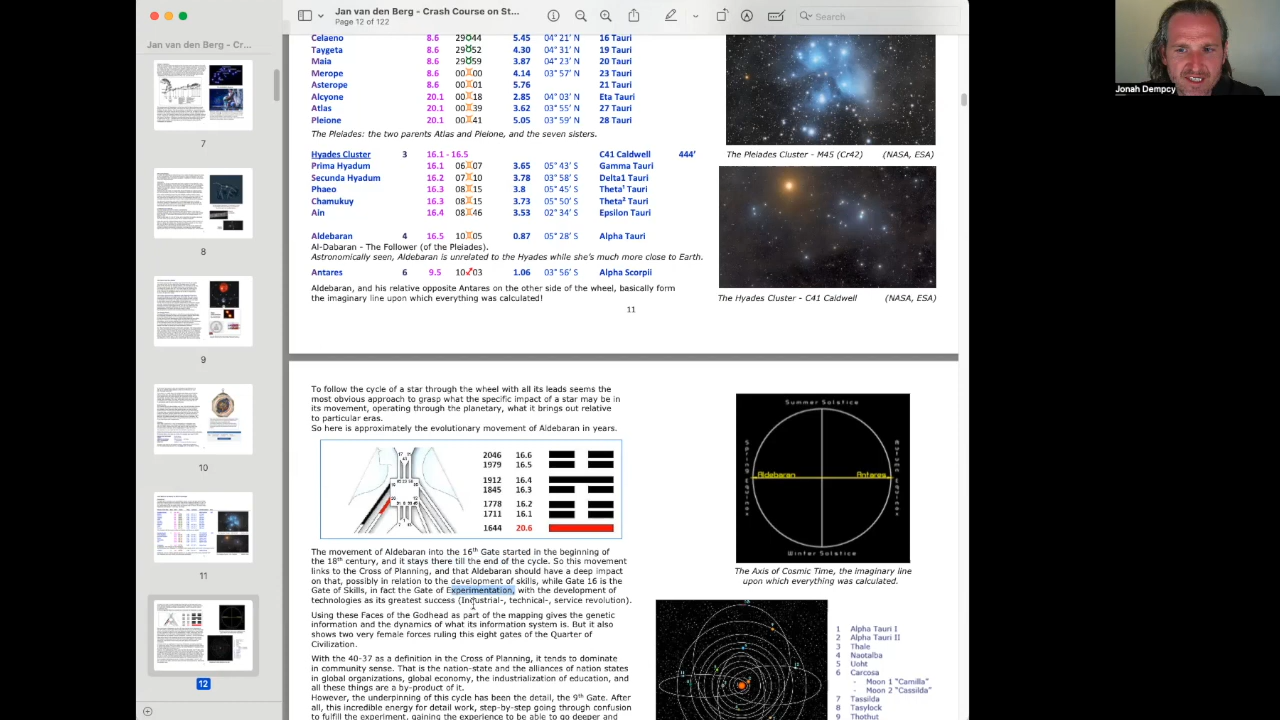 Jan van den Berg - Crash Course on St...
Page 12 of 122
Search
Jan van den Berg - Cr...
7
8
9
10
11
12
Jonah Dempcy
Celaeno 8.6 29♉44 5.45 04° 21' N 16 Tauri
Taygeta 8.6 29♉52 4.30 04° 31' N 19 Tauri
Maia 8.6 29♉59 3.87 04° 23' N 20 Tauri
Merope 8.6 00♊00 4.14 03° 57' N 23 Tauri
Asterope 8.6 00♊01 5.76 21 Tauri
Alcyone 20.1 00♊18 2.85 04° 03' N Eta Tauri
Atlas 20.1 00♊39 3.62 03° 55' N 27 Tauri
Pleione 20.1 00♊41 5.05 03° 59' N 28 Tauri
The Pleiades: the two parents Atlas and Pleione, and the seven sisters.
The Pleiades Cluster - M45 (Cr42) (NASA, ESA)
Hyades Cluster 3 16.1 - 16.5 C41 Caldwell 444'
Prima Hyadum 16.1 06♊07 3.65 05° 43' S Gamma Tauri
Secunda Hyadum 16.2 07♊10 3.78 03° 58' S Delta1 Tauri
Phaeo 16.3 08♊15 3.8 05° 45' S Theta¹ Tauri
Chamukuy 16.3 08♊15 3.73 05° 50' S Theta² Tauri
Ain 16.4 08♊46 3.53 02° 34' S Epsilon Tauri
Aldebaran 4 16.5 10♊05 0.87 05° 28' S Alpha Tauri
Al-Dabaran - The Follower (of the Pleiades).
Astronomically seen, Aldebaran is unrelated to the Hyades while she's much more close to Earth.
Antares 6 9.5 10♐03 1.06 03° 56' S Alpha Scorpii
Aldebaran, and his relative opposite Antares on the other side of the wheel, basically form
the imaginary line upon which everything was calculated!
The Hyades Cluster - C41 Caldwell (NASA, ESA)
11
To follow the cycle of a star through the wheel with all its leads seems the
most obvious approach to grasp what the specific impact of a star may be in
its movement, operating through the planetary, what it brings out relative
to particular eras.
So here is approximately the evolutionary movement of Aldebaran in years.
2046 16.6
1979 16.5
1912 16.4
1845 16.3
1778 16.2
1711 16.1
1644 20.6
The movement of Aldebaran into the 16th Gate started in the beginning of
the 18th century, and it stays there till the end of the cycle. So this movement
links to the Cross of Planning, and that Aldebaran should have a deep impact
on that, possibly in relation to the development of skills, while Gate 16 is the
Gate of Skills, in fact the Gate of Experimentation, with the development of
technologies as its greatest success (Industrial-, technical-, service revolution).
Using these Faces of the Godhead as part of the mapping gives the genetic
information and the dynamics of what its information system is. But it also
shows two very female forces ruling this eight gates of the Quarter of
Civilization.
With the 40-37 as a definition in the Cross of Planning, it tends to dominate
in community sense. That is the nation-state and the alliances of nation states
in global organizations, global economy, the industrialization of education, and
all these things are a by-product of it.
However, the underpinning of this cycle has been the detail, the 9th Gate. After
all, this incredible energy for detail work, step-by-step going through confusion
to fulfill the experiment, gaining the experience to be able to go deeper and
Summer Solstice
Spring Equinox
Aldebaran
Antares
Autumn Equinox
Winter Solstice
The Axis of Cosmic Time, the imaginary line
upon which everything was calculated.
1 Alpha Tauri I
2 Alpha Tauri II
3 Thale
4 Naotalba
5 Uoht
6 Carcosa
- Moon 1 "Camilla"
- Moon 2 "Cassilda"
7 Tassilda
8 Tasylock
9 Thothut